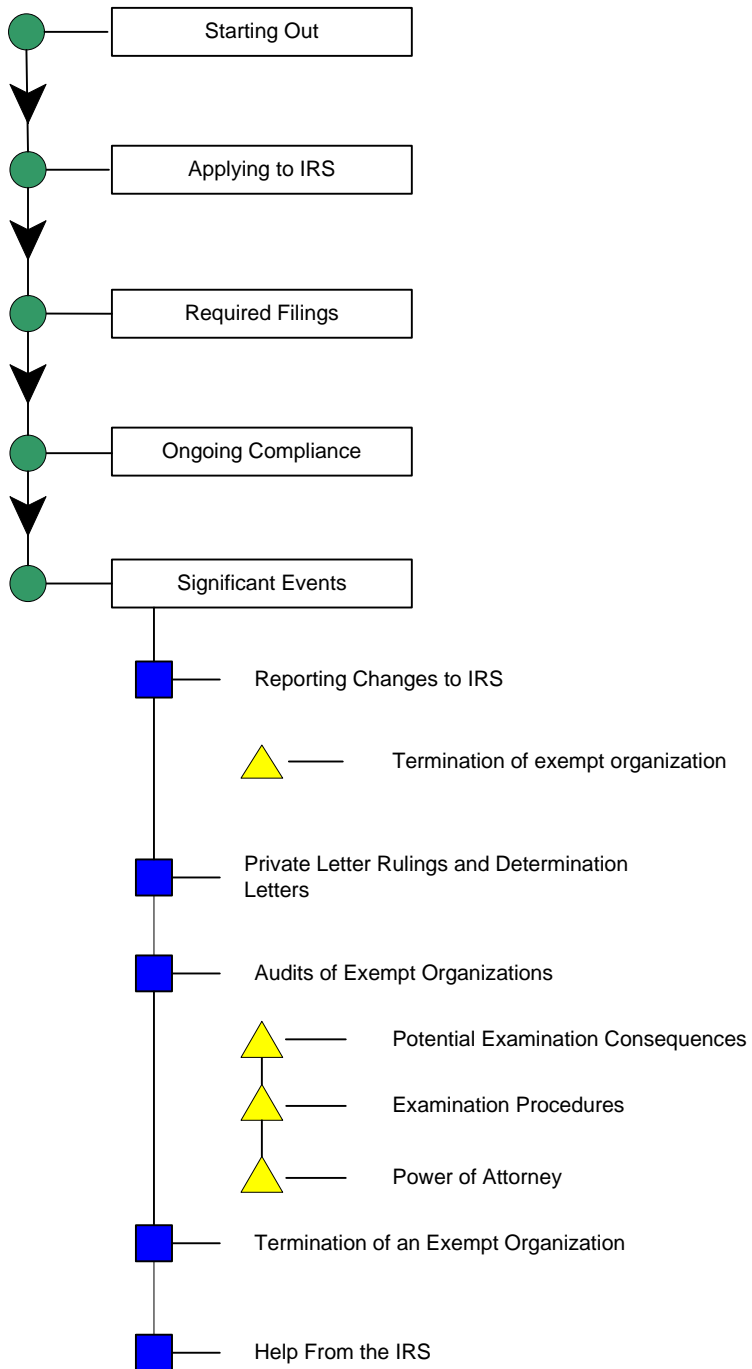 Starting Out
Applying to IRS
Required Filings
Ongoing Compliance
Significant Events
Reporting Changes to IRS
Termination of exempt organization
Private Letter Rulings and Determination
Letters
Audits of Exempt Organizations
Potential Examination Consequences
Examination Procedures
Power of Attorney
Termination of an Exempt Organization
Help From the IRS